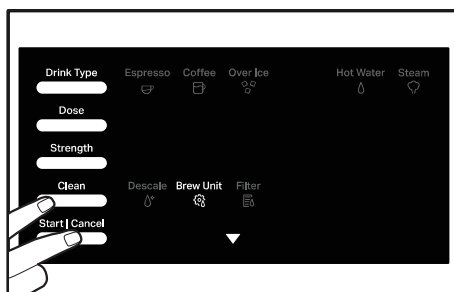 Drink Type Espresso Coffee Over Ice Hot Water Steam
Dose
Strength
Clean Descale Brew Unit Filter
Start | Cancel